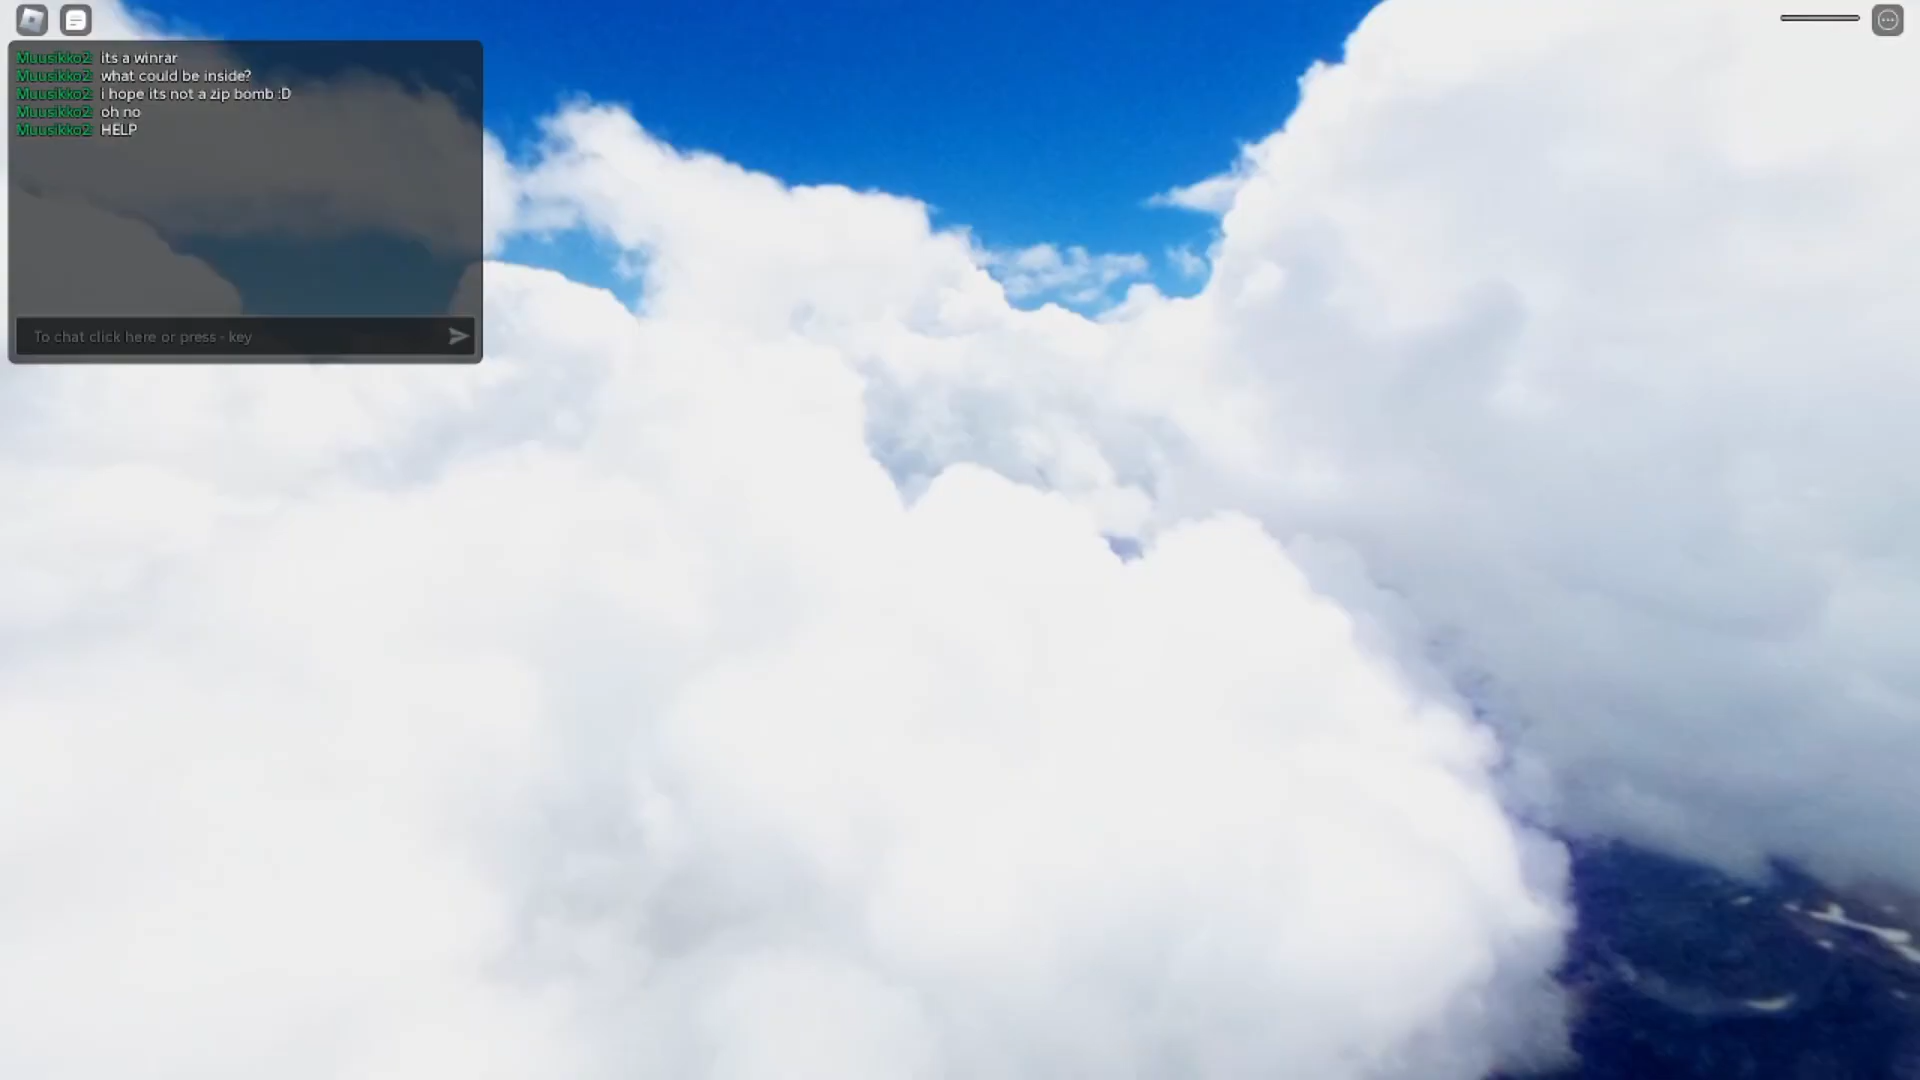 Muusikko2: its a winrar
Muusikko2: what could be inside?
Muusikko2: i hope its not a zip bomb :D
Muusikko2: oh no
Muusikko2: HELP
To chat click here or press - key